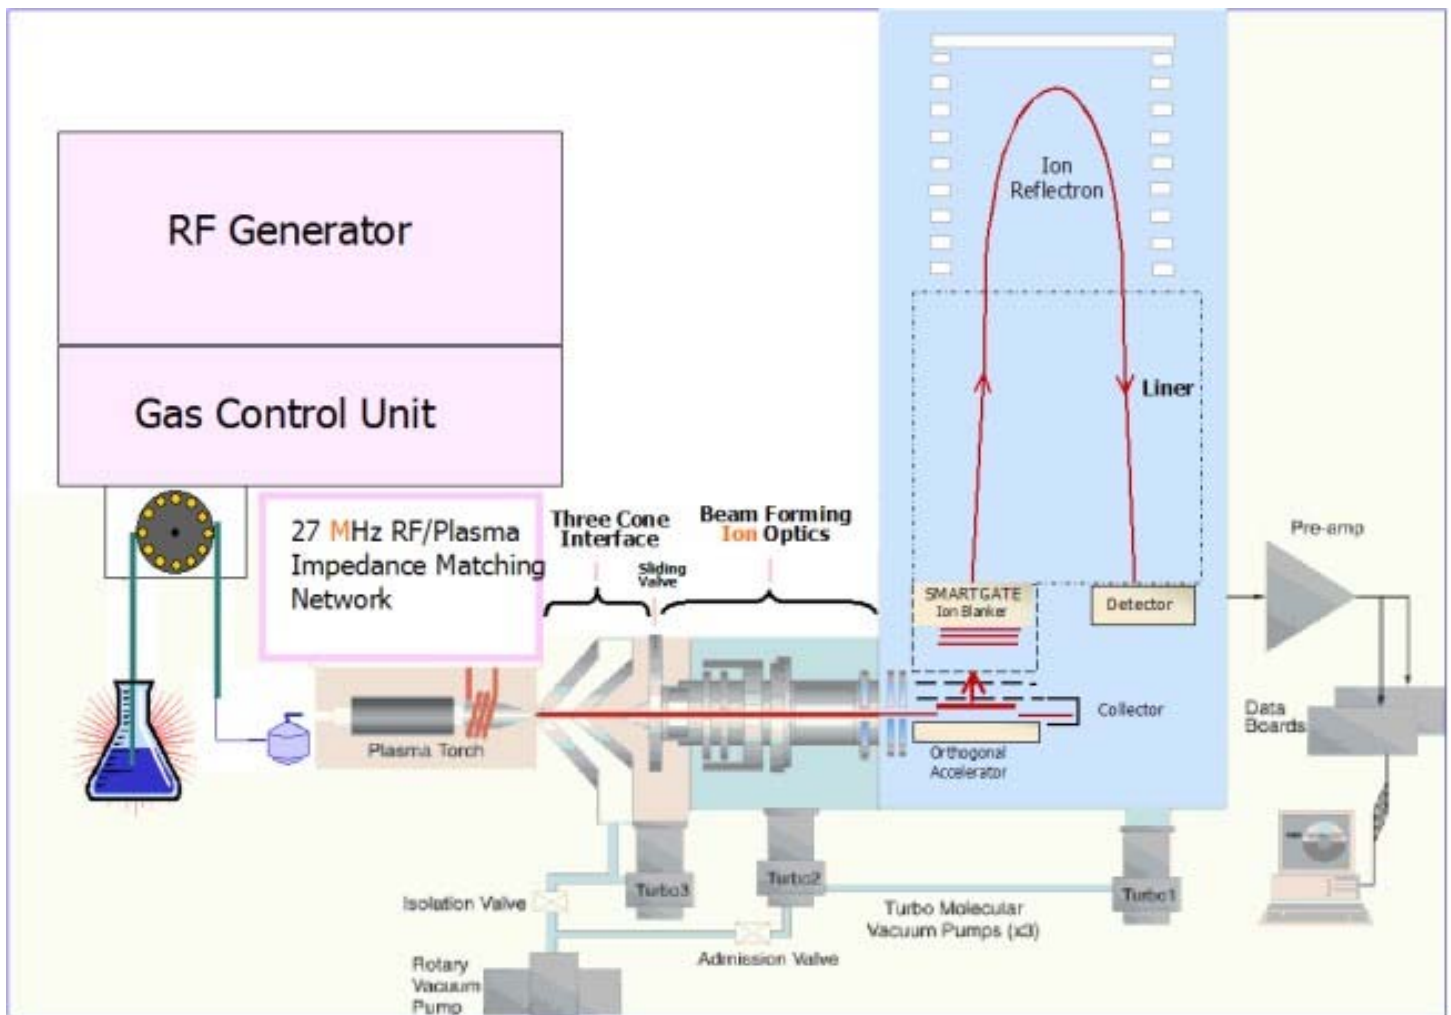 RF Generator
Gas Control Unit
27 MHz RF/Plasma
Impedance Matching
Network
Three Cone
Interface
Sliding
Valve
Beam Forming
Ion Optics
Ion
Reflectron
Liner
SMARTGATE
Ion Blanker
Detector
Pre-amp
Collector
Data
Boards
Orthogonal
Accelerator
Plasma Torch
Turbo3
Turbo2
Turbo1
Isolation Valve
Turbo Molecular
Vacuum Pumps (x3)
Admission Valve
Rotary
Vacuum
Pump